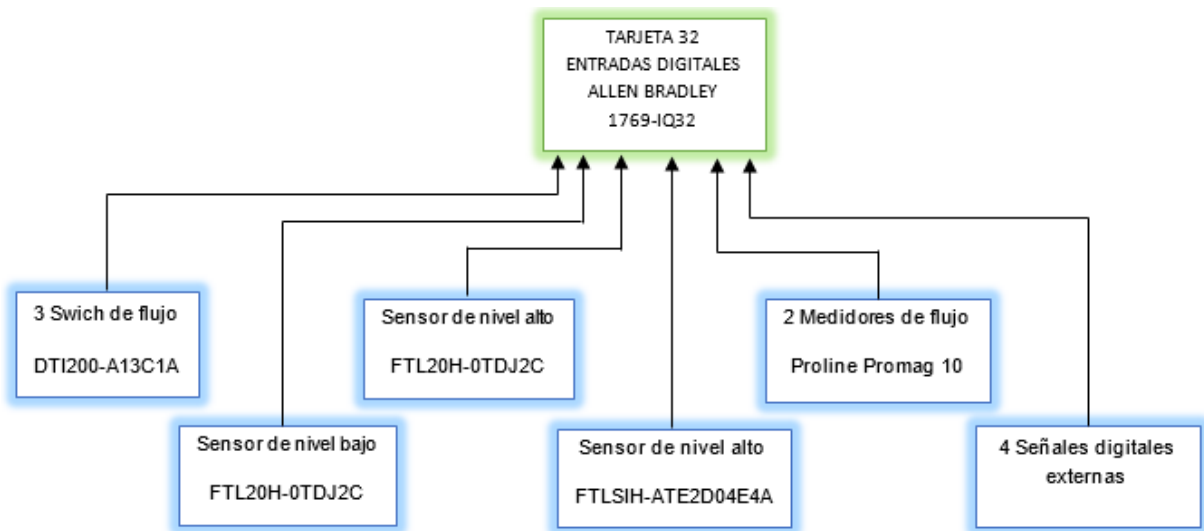 TARJETA 32
ENTRADAS DIGITALES
ALLEN BRADLEY
1769-IQ32
3 Swich de flujo
DTI200-A13C1A
Sensor de nivel alto
FTL20H-0TDJ2C
2 Medidores de flujo
Proline Promag 10
Sensor de nivel bajo
FTL20H-0TDJ2C
Sensor de nivel alto
FTLSIH-ATE2D04E4A
4 Señales digitales
externas